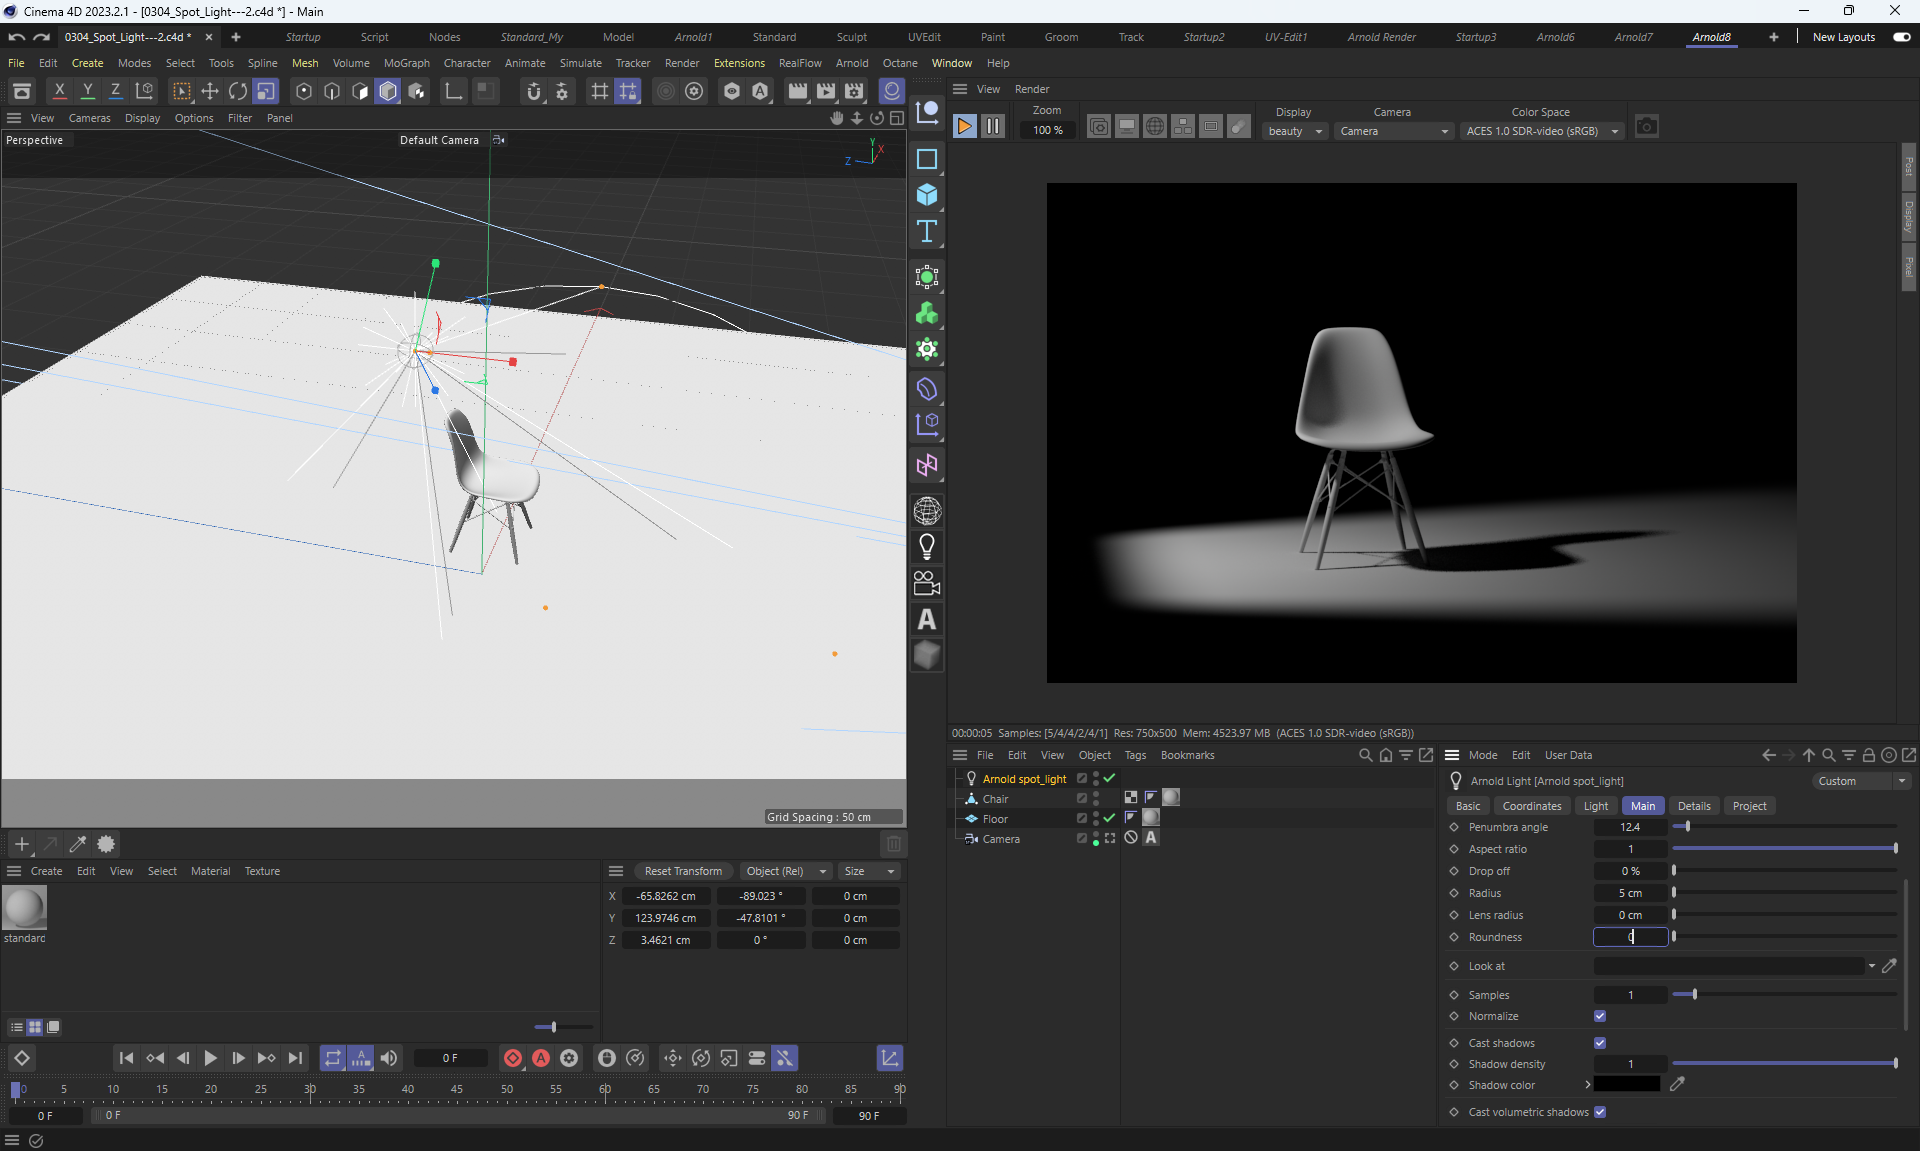 Cinema 4D 2023.2.1 - [0304_Spot_Light---2.c4d *] - Main
0304_Spot_Light---2.c4d * Startup Script Nodes Standard_My Model Arnold1 Standard Sculpt UVEdit Paint Groom Track Startup2 UV-Edit1 Arnold Render Startup3 Arnold6 Arnold7 Arnold8 New Layouts
File Edit Create Modes Select Tools Spline Mesh Volume MoGraph Character Animate Simulate Tracker Render Extensions RealFlow Arnold Octane Window Help
X Y Z
View Cameras Display Options Filter Panel
Perspective
Default Camera
Y
X
Z
Grid Spacing : 50 cm
View Render
Zoom
100 %
Display
beauty
Camera
Camera
Color Space
ACES 1.0 SDR-video (sRGB)
Post
Display
Pixel
00:00:05 Samples: [5/4/4/2/4/1] Res: 750x500 Mem: 4523.97 MB (ACES 1.0 SDR-video (sRGB))
File Edit View Object Tags Bookmarks
Arnold spot_light
Chair
Floor
Camera
Mode Edit User Data
Arnold Light [Arnold spot_light]
Custom
Basic Coordinates Light Main Details Project
Penumbra angle 12.4
Aspect ratio 1
Drop off 0 %
Radius 5 cm
Lens radius 0 cm
Roundness 0
Look at
Samples 1
Normalize
Cast shadows
Shadow density 1
Shadow color
Cast volumetric shadows
Create Edit View Select Material Texture
standard
Reset Transform Object (Rel) Size
X -65.8262 cm -89.023 ° 0 cm
Y 123.9746 cm -47.8101 ° 0 cm
Z 3.4621 cm 0 ° 0 cm
0 F
0 5 10 15 20 25 30 35 40 45 50 55 60 65 70 75 80 85 90
0 F 0 F 90 F 90 F